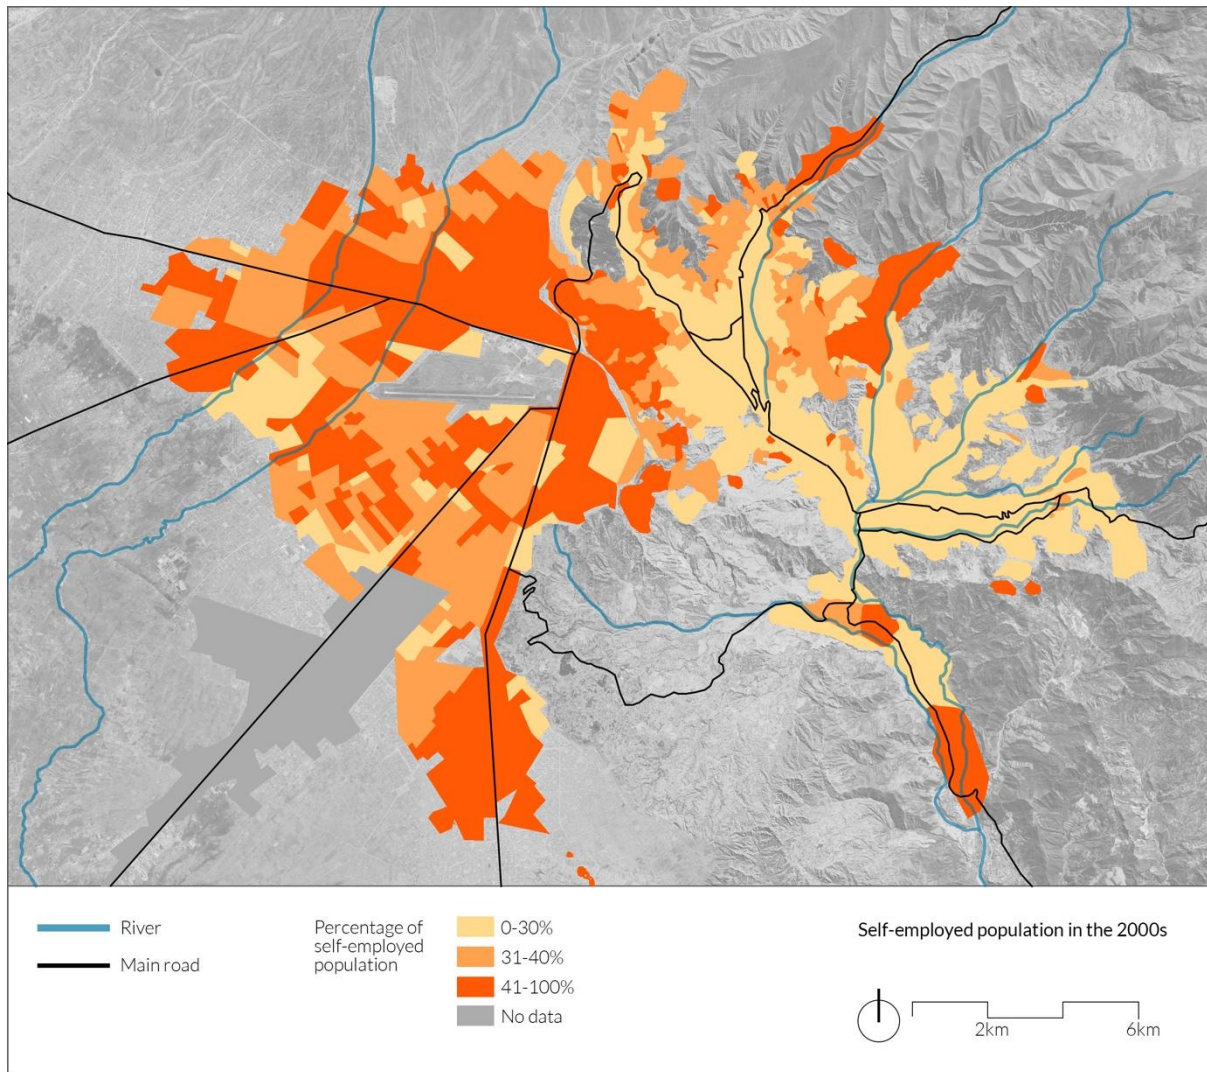 River
Main road
Percentage of
self-employed
population
0-30%
31-40%
41-100%
No data
Self-employed population in the 2000s
2km
6km